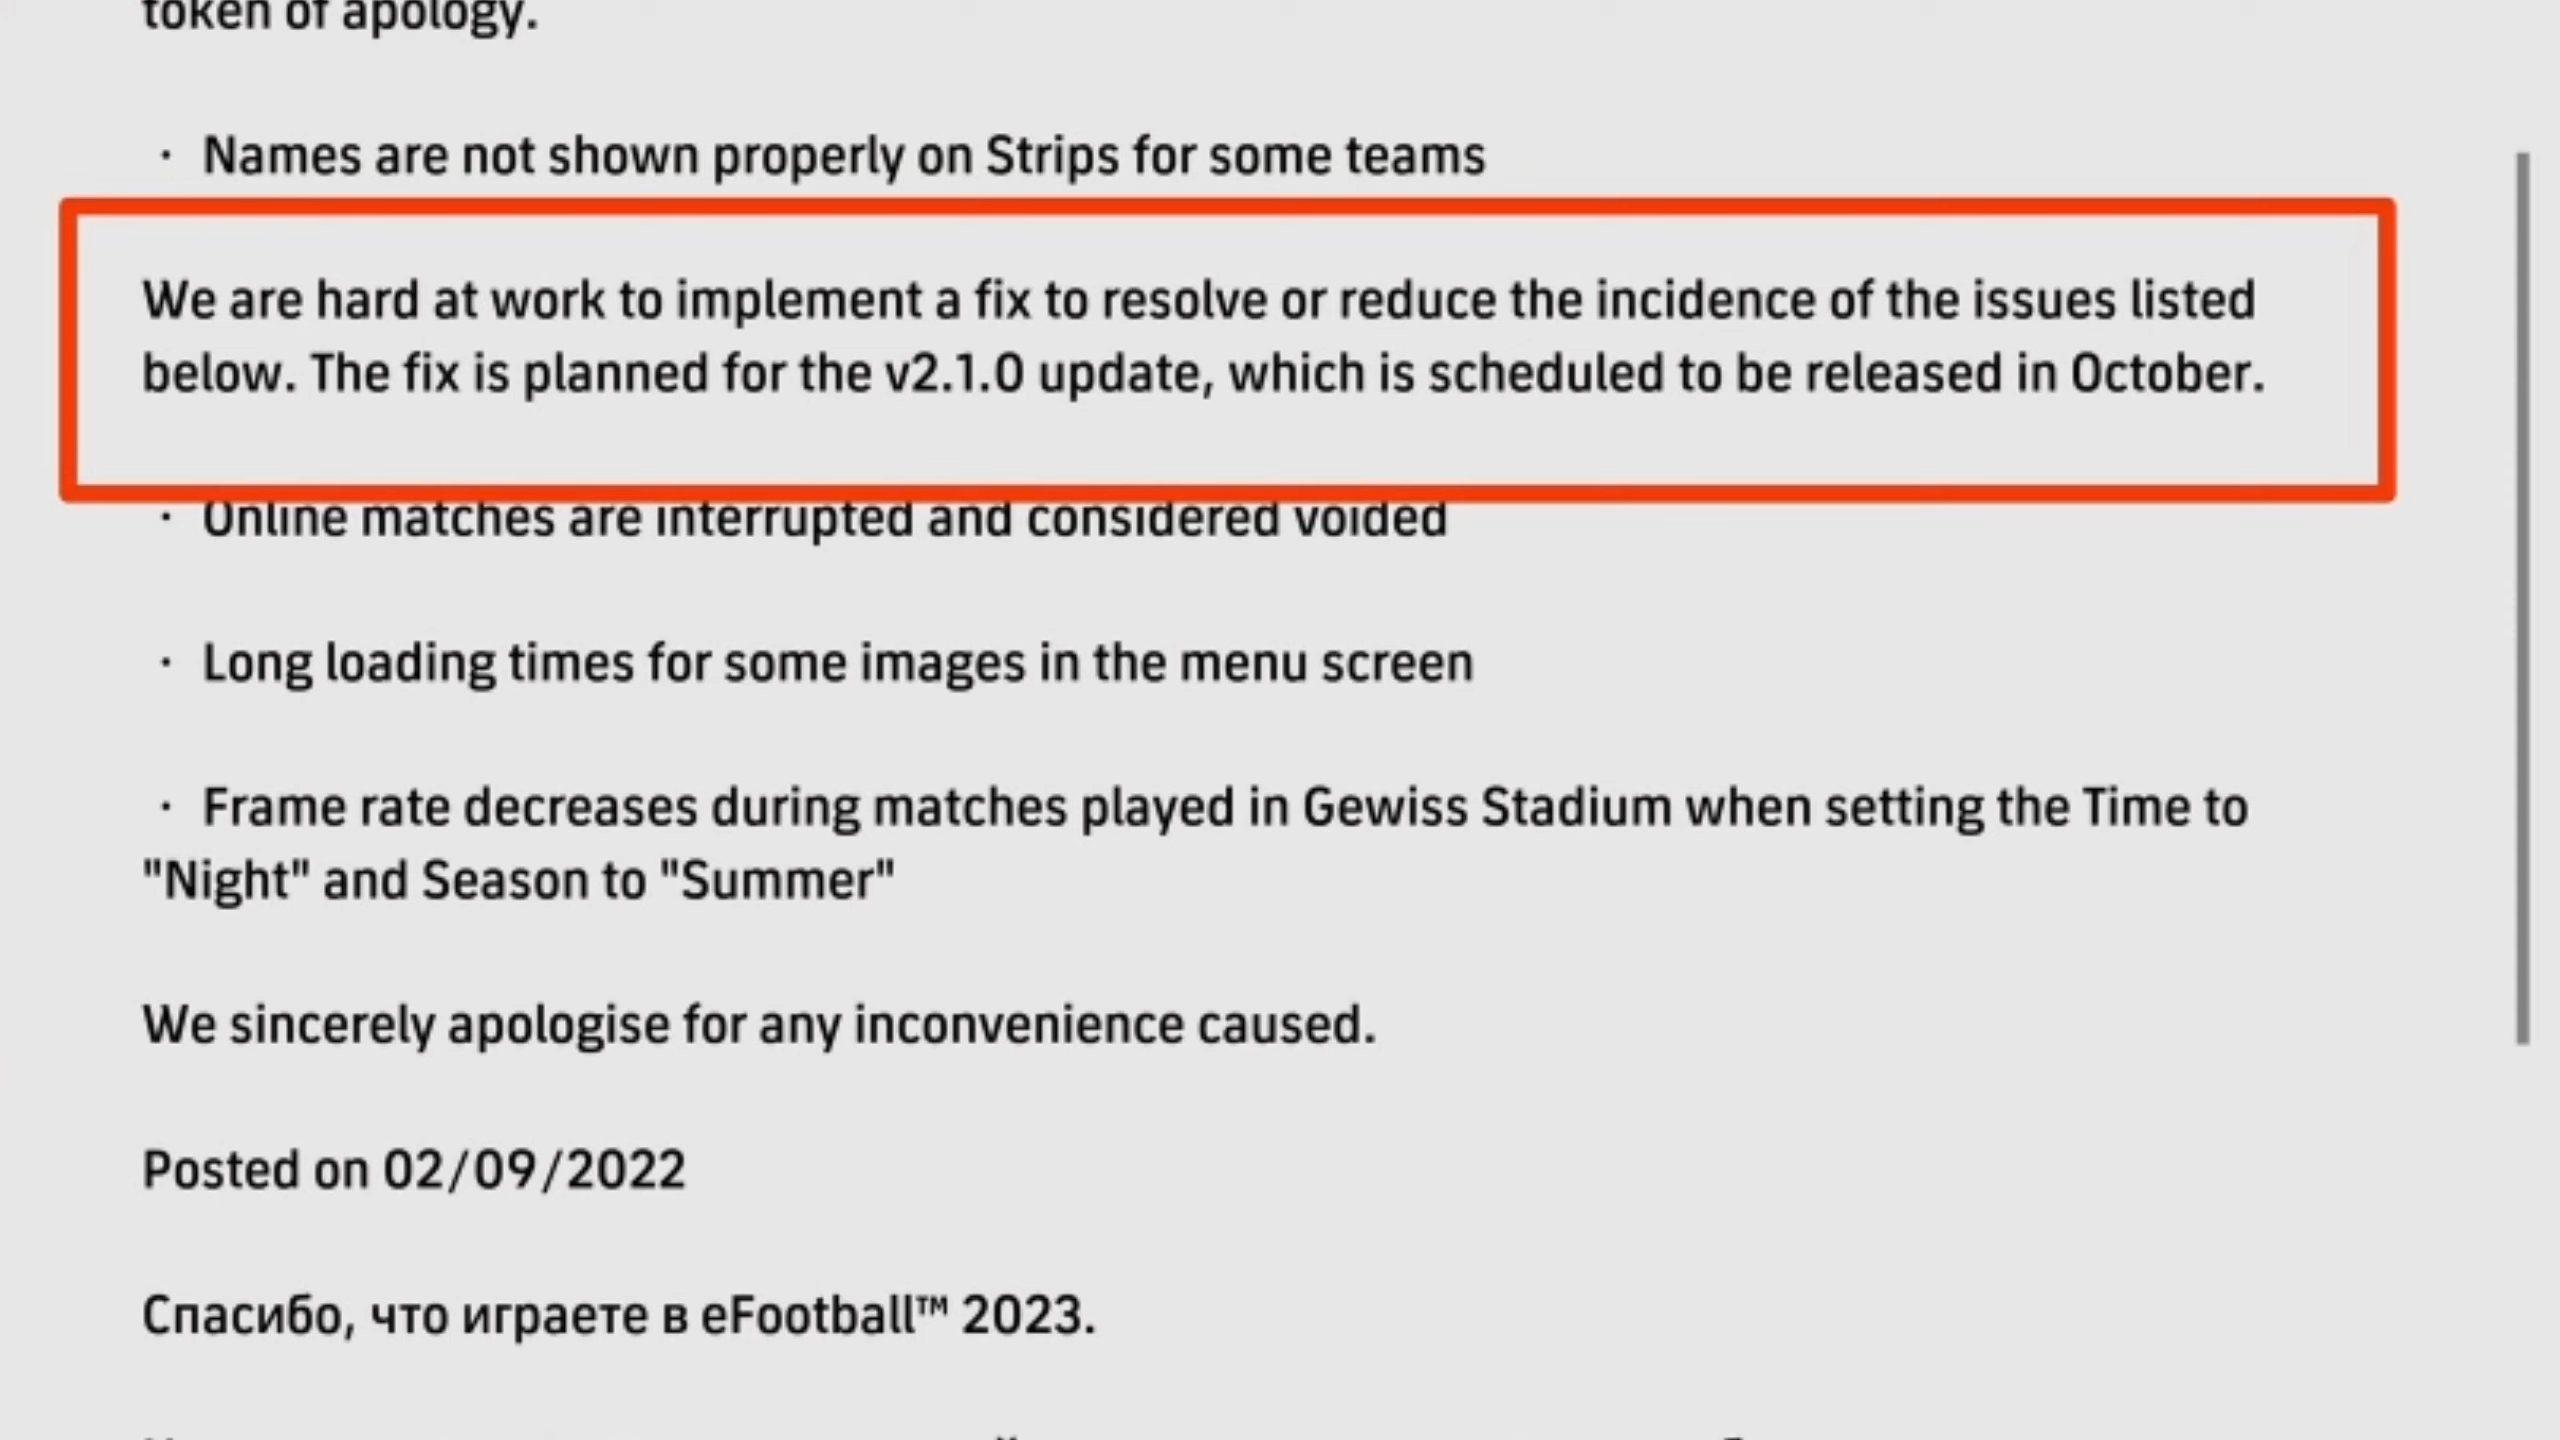 token of apology.
· Names are not shown properly on Strips for some teams
We are hard at work to implement a fix to resolve or reduce the incidence of the issues listed
below. The fix is planned for the v2.1.0 update, which is scheduled to be released in October.
· Online matches are interrupted and considered voided
· Long loading times for some images in the menu screen
· Frame rate decreases during matches played in Gewiss Stadium when setting the Time to
"Night" and Season to "Summer"
We sincerely apologise for any inconvenience caused.
Posted on 02/09/2022
Спасибо, что играете в eFootball™ 2023.